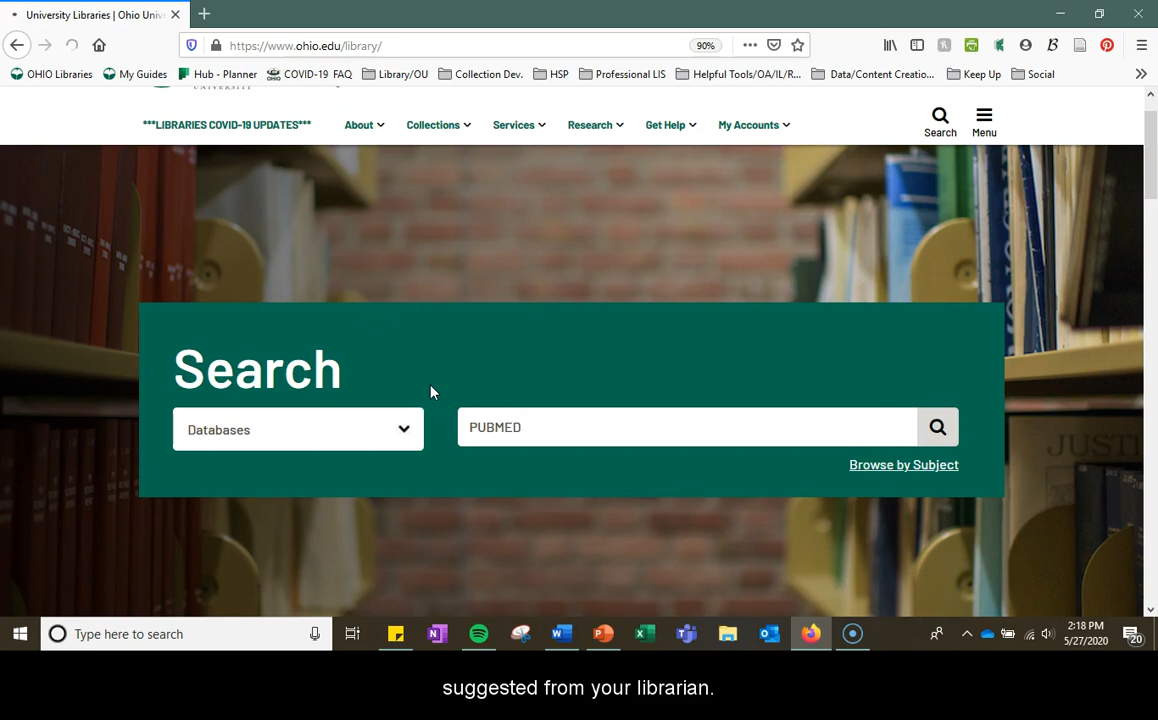 University Libraries | Ohio Univ
https://www.ohio.edu/library/
90%
OHIO Libraries
My Guides
Hub - Planner
COVID-19 FAQ
Library/OU
Collection Dev.
HSP
Professional LIS
Helpful Tools/OA/IL/R...
Data/Content Creatio...
Keep Up
Social
UNIVERSITY
***LIBRARIES COVID-19 UPDATES***
About
Collections
Services
Research
Get Help
My Accounts
Search
Menu
Search
Databases
PUBMED
Browse by Subject
Type here to search
2:18 PM
5/27/2020
20
suggested from your librarian.